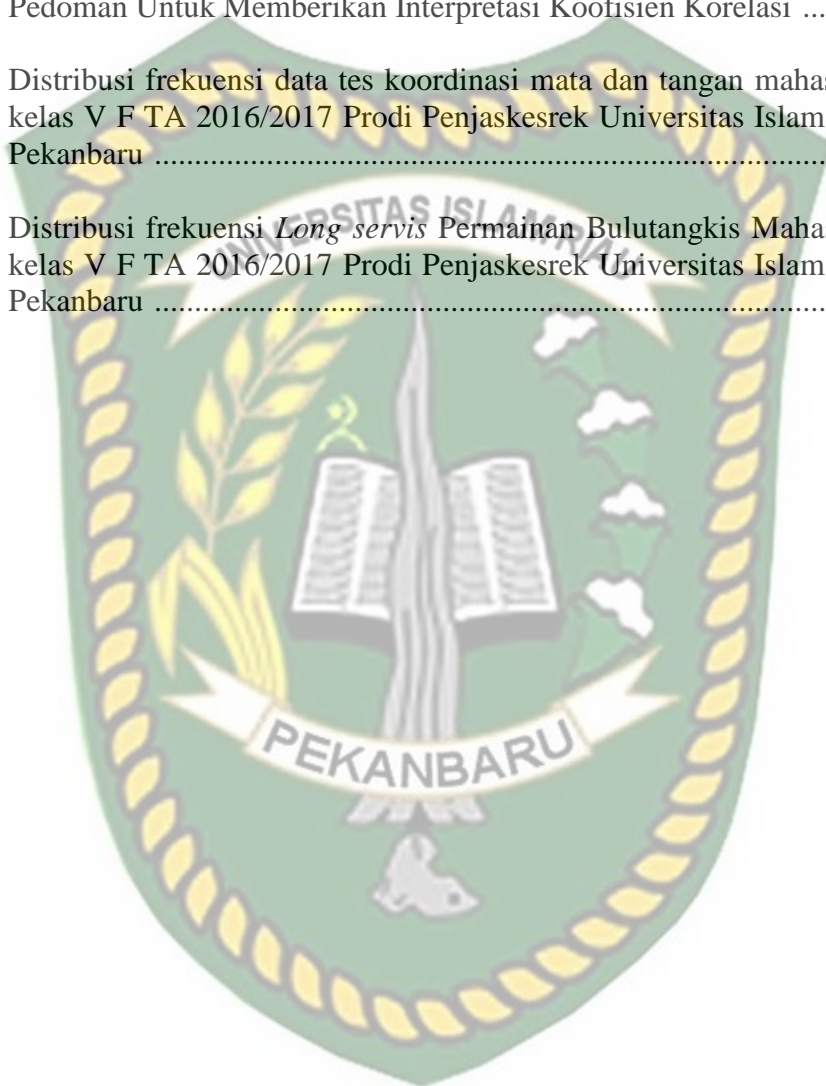 Pedoman Untuk Memberikan Interpretasi Koofisien Korelasi ...
Distribusi frekuensi data tes koordinasi mata dan tangan mahas
kelas V F TA 2016/2017 Prodi Penjaskesrek Universitas Islam
Pekanbaru ....................................................................................
Distribusi frekuensi Long servis Permainan Bulutangkis Mahas
kelas V F TA 2016/2017 Prodi Penjaskesrek Universitas Islam
Pekanbaru ....................................................................................
UNIVERSITAS ISLAM RIAU
PEKANBARU